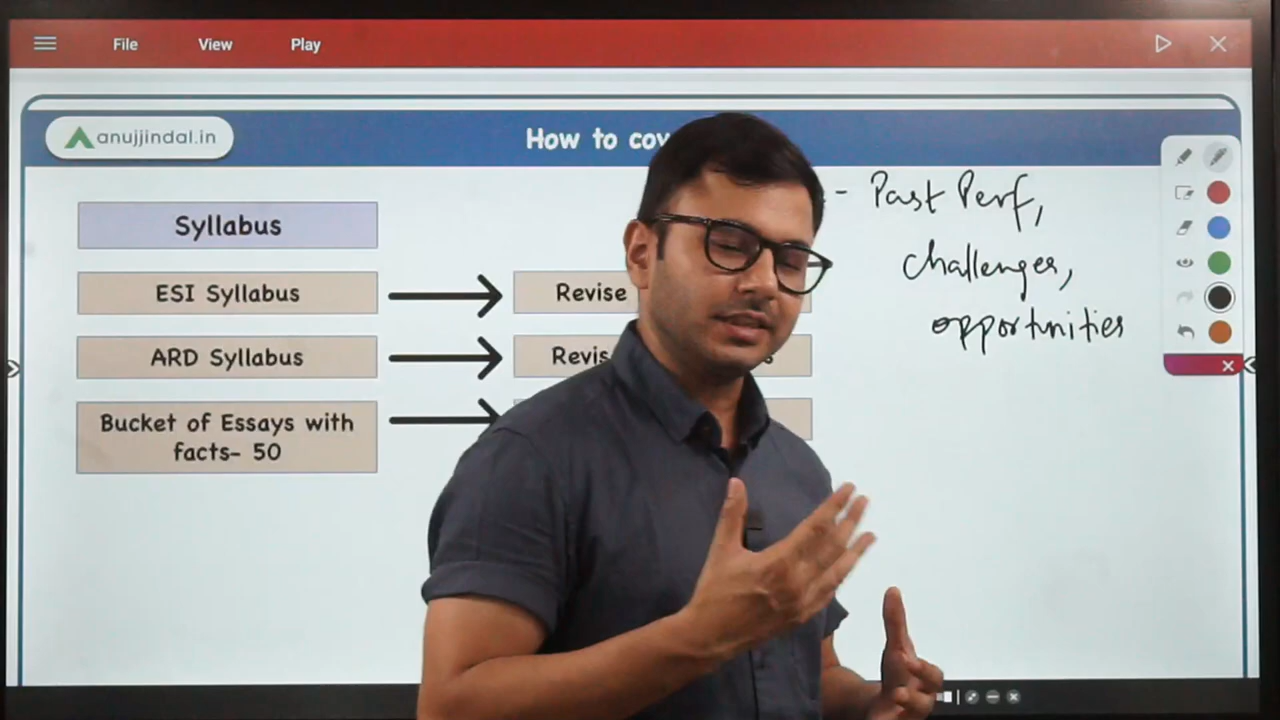 File View Play
anujjindal.in
How to cov
- Past Perf,
Syllabus
challenges,
ESI Syllabus
Revise
opportunities
ARD Syllabus
Revis
Bucket of Essays with
facts- 50